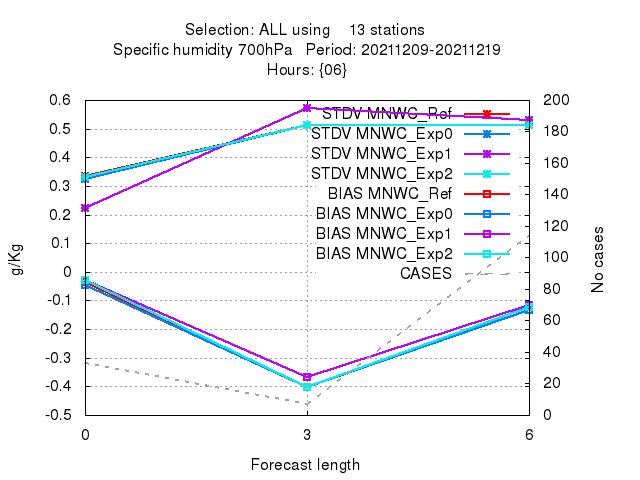 Selection: ALL using    13 stations
Specific humidity 700hPa   Period: 20211209-20211219
Hours: {06}
STDV MNWC_Ref
STDV MNWC_Exp0
STDV MNWC_Exp1
STDV MNWC_Exp2
BIAS MNWC_Ref
BIAS MNWC_Exp0
BIAS MNWC_Exp1
BIAS MNWC_Exp2
CASES
g/Kg
0.6
0.5
0.4
0.3
0.2
0.1
0
-0.1
-0.2
-0.3
-0.4
-0.5
No cases
200
180
160
140
120
100
80
60
40
20
0
0 3 6
Forecast length